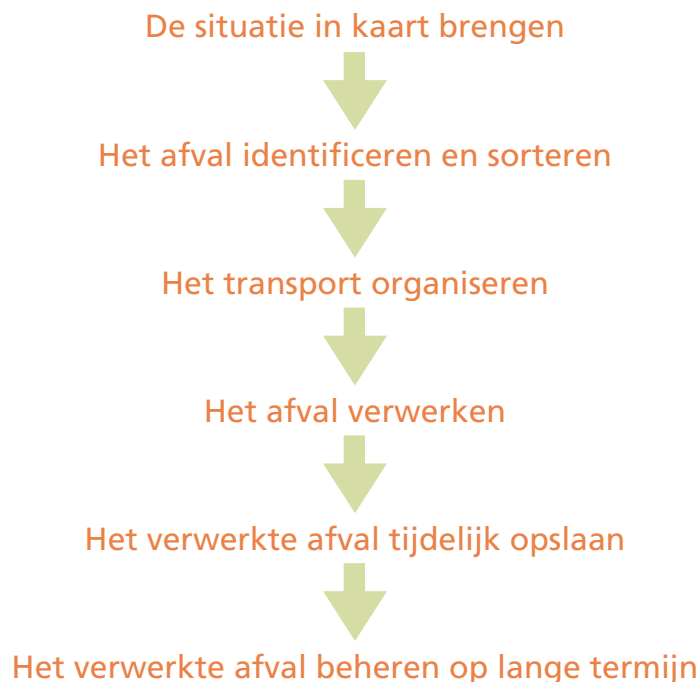 De situatie in kaart brengen
Het afval identificeren en sorteren
Het transport organiseren
Het afval verwerken
Het verwerkte afval tijdelijk opslaan
Het verwerkte afval beheren op lange termijn